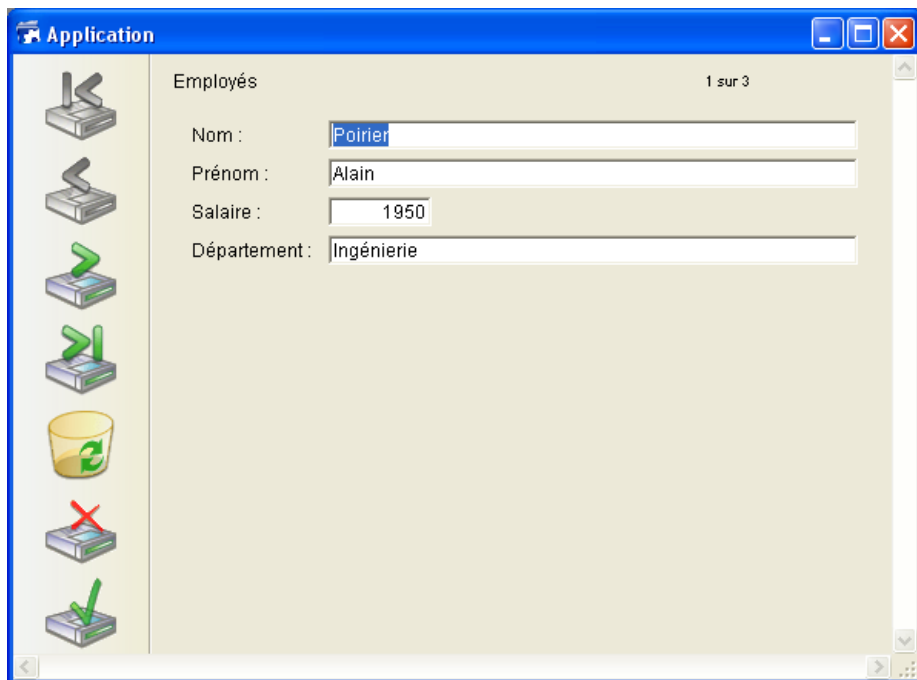 Application
Employés 1 sur 3
Nom : Poirier
Prénom : Alain
Salaire : 1950
Département : Ingénierie